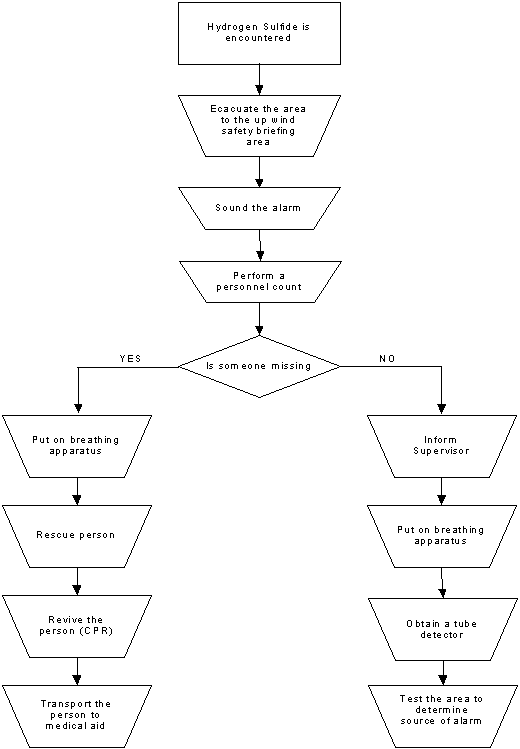 Hydrogen Sulfide is
encountered
Ecacuate the area
to the up wind
safety briefing
area
Sound the alarm
Perform a
personnel count
Is someone missing
YES
NO
Put on breathing
apparatus
Rescue person
Revive the
person (CPR)
Transport the
person to
medical aid
Inform
Supervisor
Put on breathing
apparatus
Obtain a tube
detector
Test the area to
determine
source of alarm